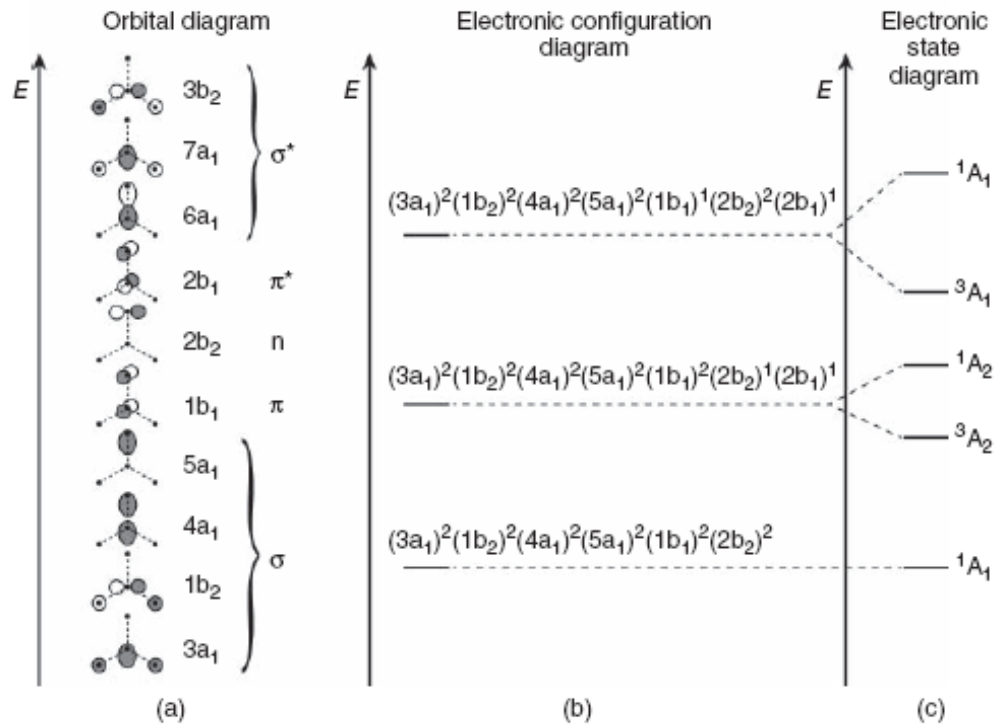 Orbital diagram
E
3b₂
7a₁
σ*
6a₁
2b₁
π*
2b₂
n
1b₁
π
5a₁
4a₁
σ
1b₂
3a₁
(a)
Electronic configuration
diagram
E
(3a₁)²(1b₂)²(4a₁)²(5a₁)²(1b₁)¹(2b₂)²(2b₁)¹
(3a₁)²(1b₂)²(4a₁)²(5a₁)²(1b₁)²(2b₂)¹(2b₁)¹
(3a₁)²(1b₂)²(4a₁)²(5a₁)²(1b₁)²(2b₂)²
(b)
Electronic
state
diagram
E
¹A₁
³A₁
¹A₂
³A₂
¹A₁
(c)